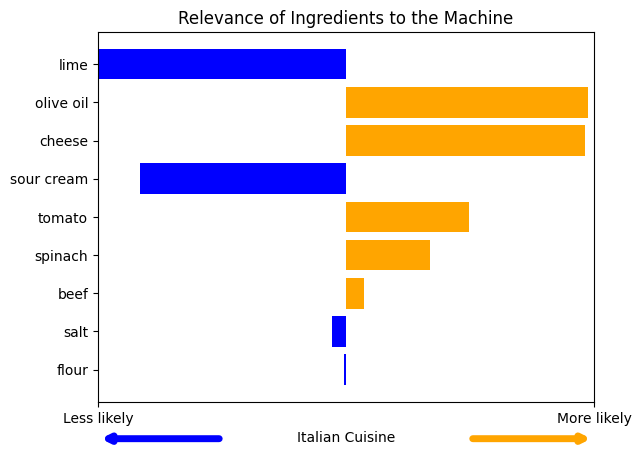 Relevance of Ingredients to the Machine
lime
olive oil
cheese
sour cream
tomato
spinach
beef
salt
flour
Less likely
More likely
Italian Cuisine